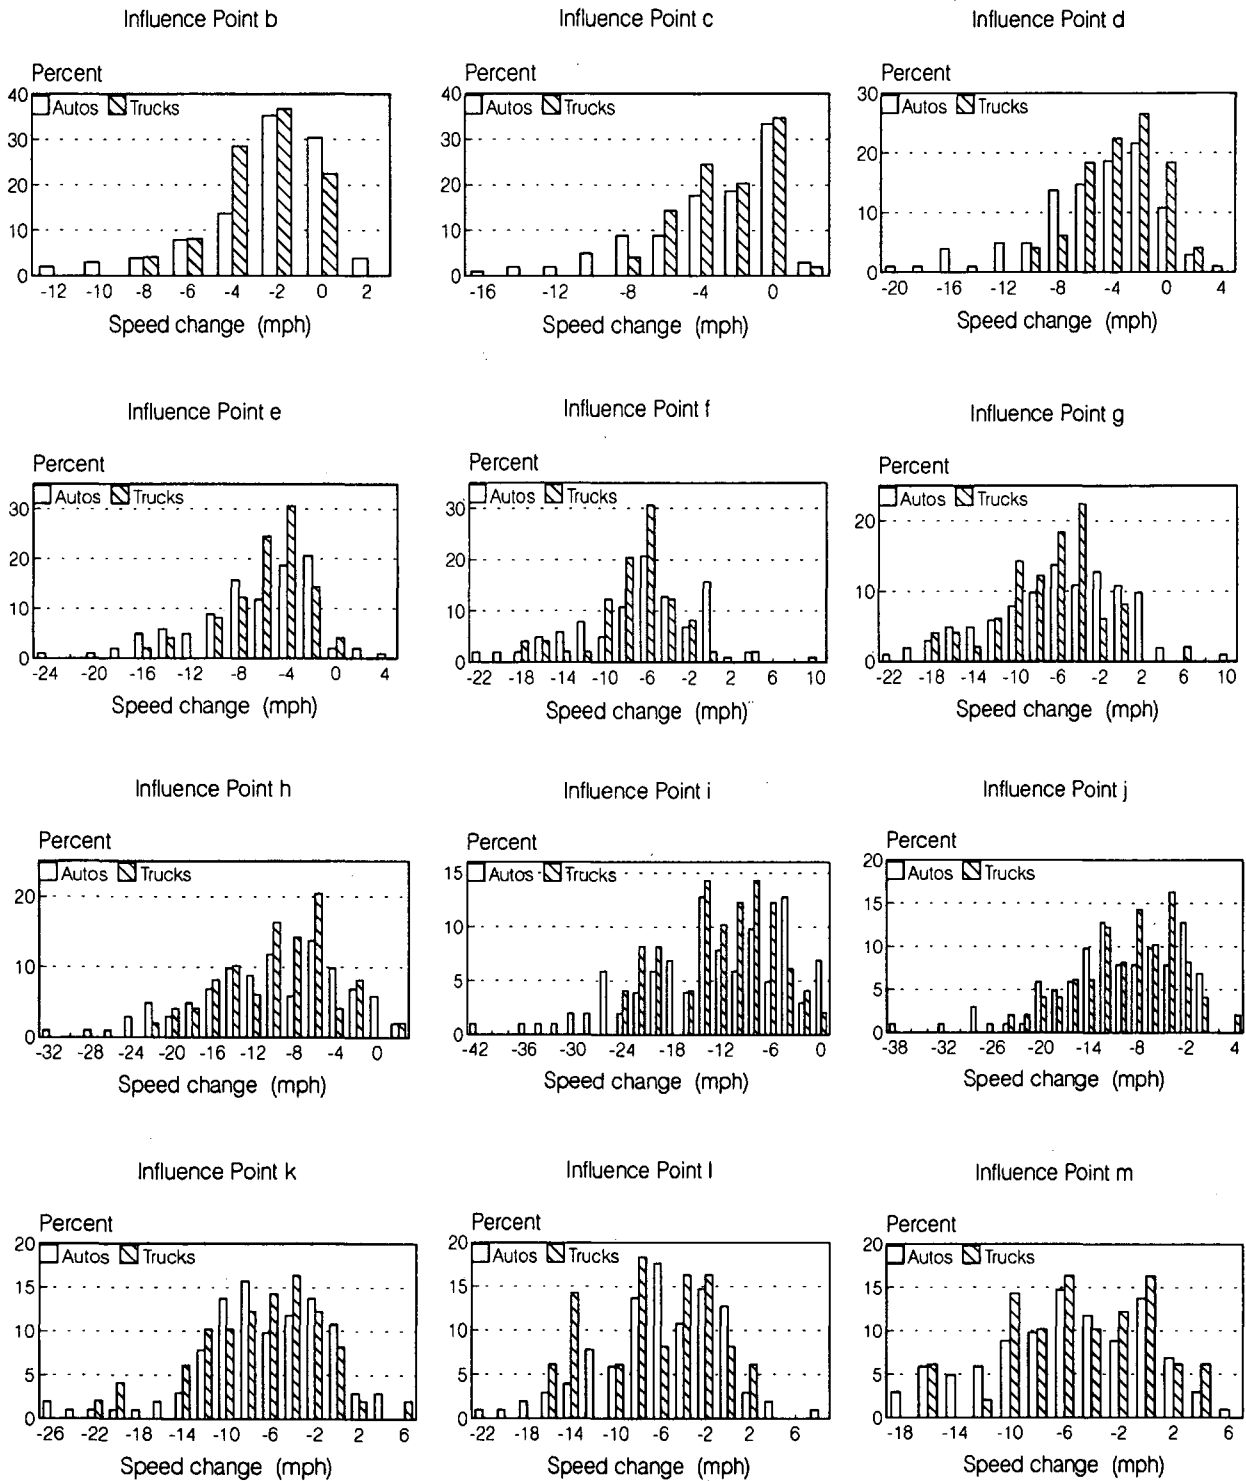 Influence Point b
Percent
Autos Trucks
40
30
20
10
0
-12 -10 -8 -6 -4 -2 0 2
Speed change (mph)
Influence Point c
Percent
Autos Trucks
40
30
20
10
0
-16 -12 -8 -4 0
Speed change (mph)
Influence Point d
Percent
Autos Trucks
30
20
10
0
-20 -16 -12 -8 -4 0 4
Speed change (mph)
Influence Point e
Percent
Autos Trucks
30
20
10
0
-24 -20 -16 -12 -8 -4 0 4
Speed change (mph)
Influence Point f
Percent
Autos Trucks
30
20
10
0
-22 -18 -14 -10 -6 -2 2 6 10
Speed change (mph)
Influence Point g
Percent
Autos Trucks
20
10
0
-22 -18 -14 -10 -6 -2 2 6 10
Speed change (mph)
Influence Point h
Percent
Autos Trucks
20
10
0
-32 -28 -24 -20 -16 -12 -8 -4 0
Speed change (mph)
Influence Point i
Percent
Autos Trucks
15
10
5
0
-42 -36 -30 -24 -18 -12 -6 0
Speed change (mph)
Influence Point j
Percent
Autos Trucks
20
15
10
5
0
-38 -32 -26 -20 -14 -8 -2 4
Speed change (mph)
Influence Point k
Percent
Autos Trucks
20
15
10
5
0
-26 -22 -18 -14 -10 -6 -2 2 6
Speed change (mph)
Influence Point l
Percent
Autos Trucks
20
15
10
5
0
-22 -18 -14 -10 -6 -2 2 6
Speed change (mph)
Influence Point m
Percent
Autos Trucks
20
15
10
5
0
-18 -14 -10 -6 -2 2 6
Speed change (mph)